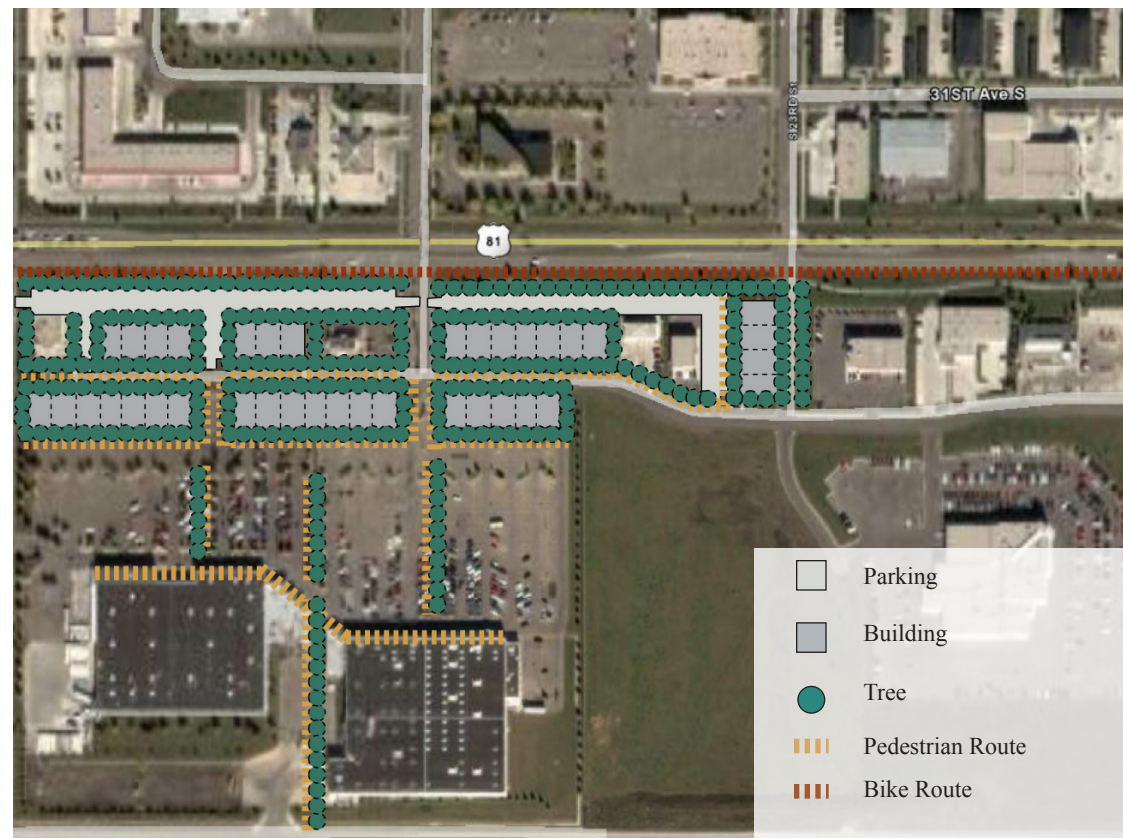 31ST Ave S
S 23RD St
81
Parking
Building
Tree
Pedestrian Route
Bike Route